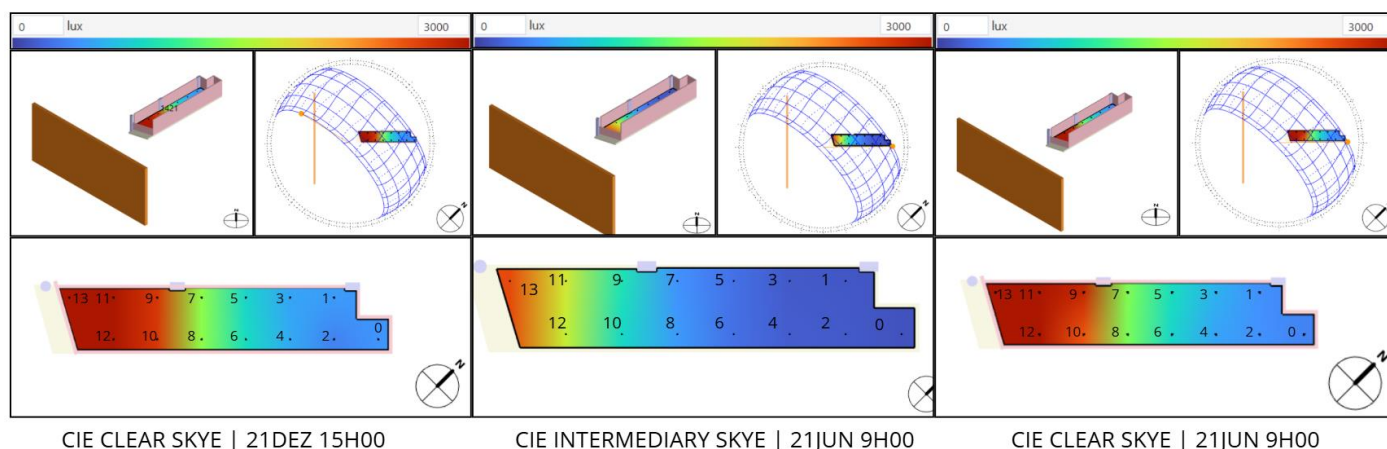 0 lux 3000
0 lux 3000
0 lux 3000
1421
N
N
N
N
N
N
13 11 9 7 5 3 1
12 10 8 6 4 2 0
N
11 9 7 5 3 1
13
12 10 8 6 4 2 0
13 11 9 7 5 3 1
12 10 8 6 4 2 0
N
CIE CLEAR SKYE | 21DEZ 15H00
CIE INTERMEDIARY SKYE | 21JUN 9H00
CIE CLEAR SKYE | 21JUN 9H00